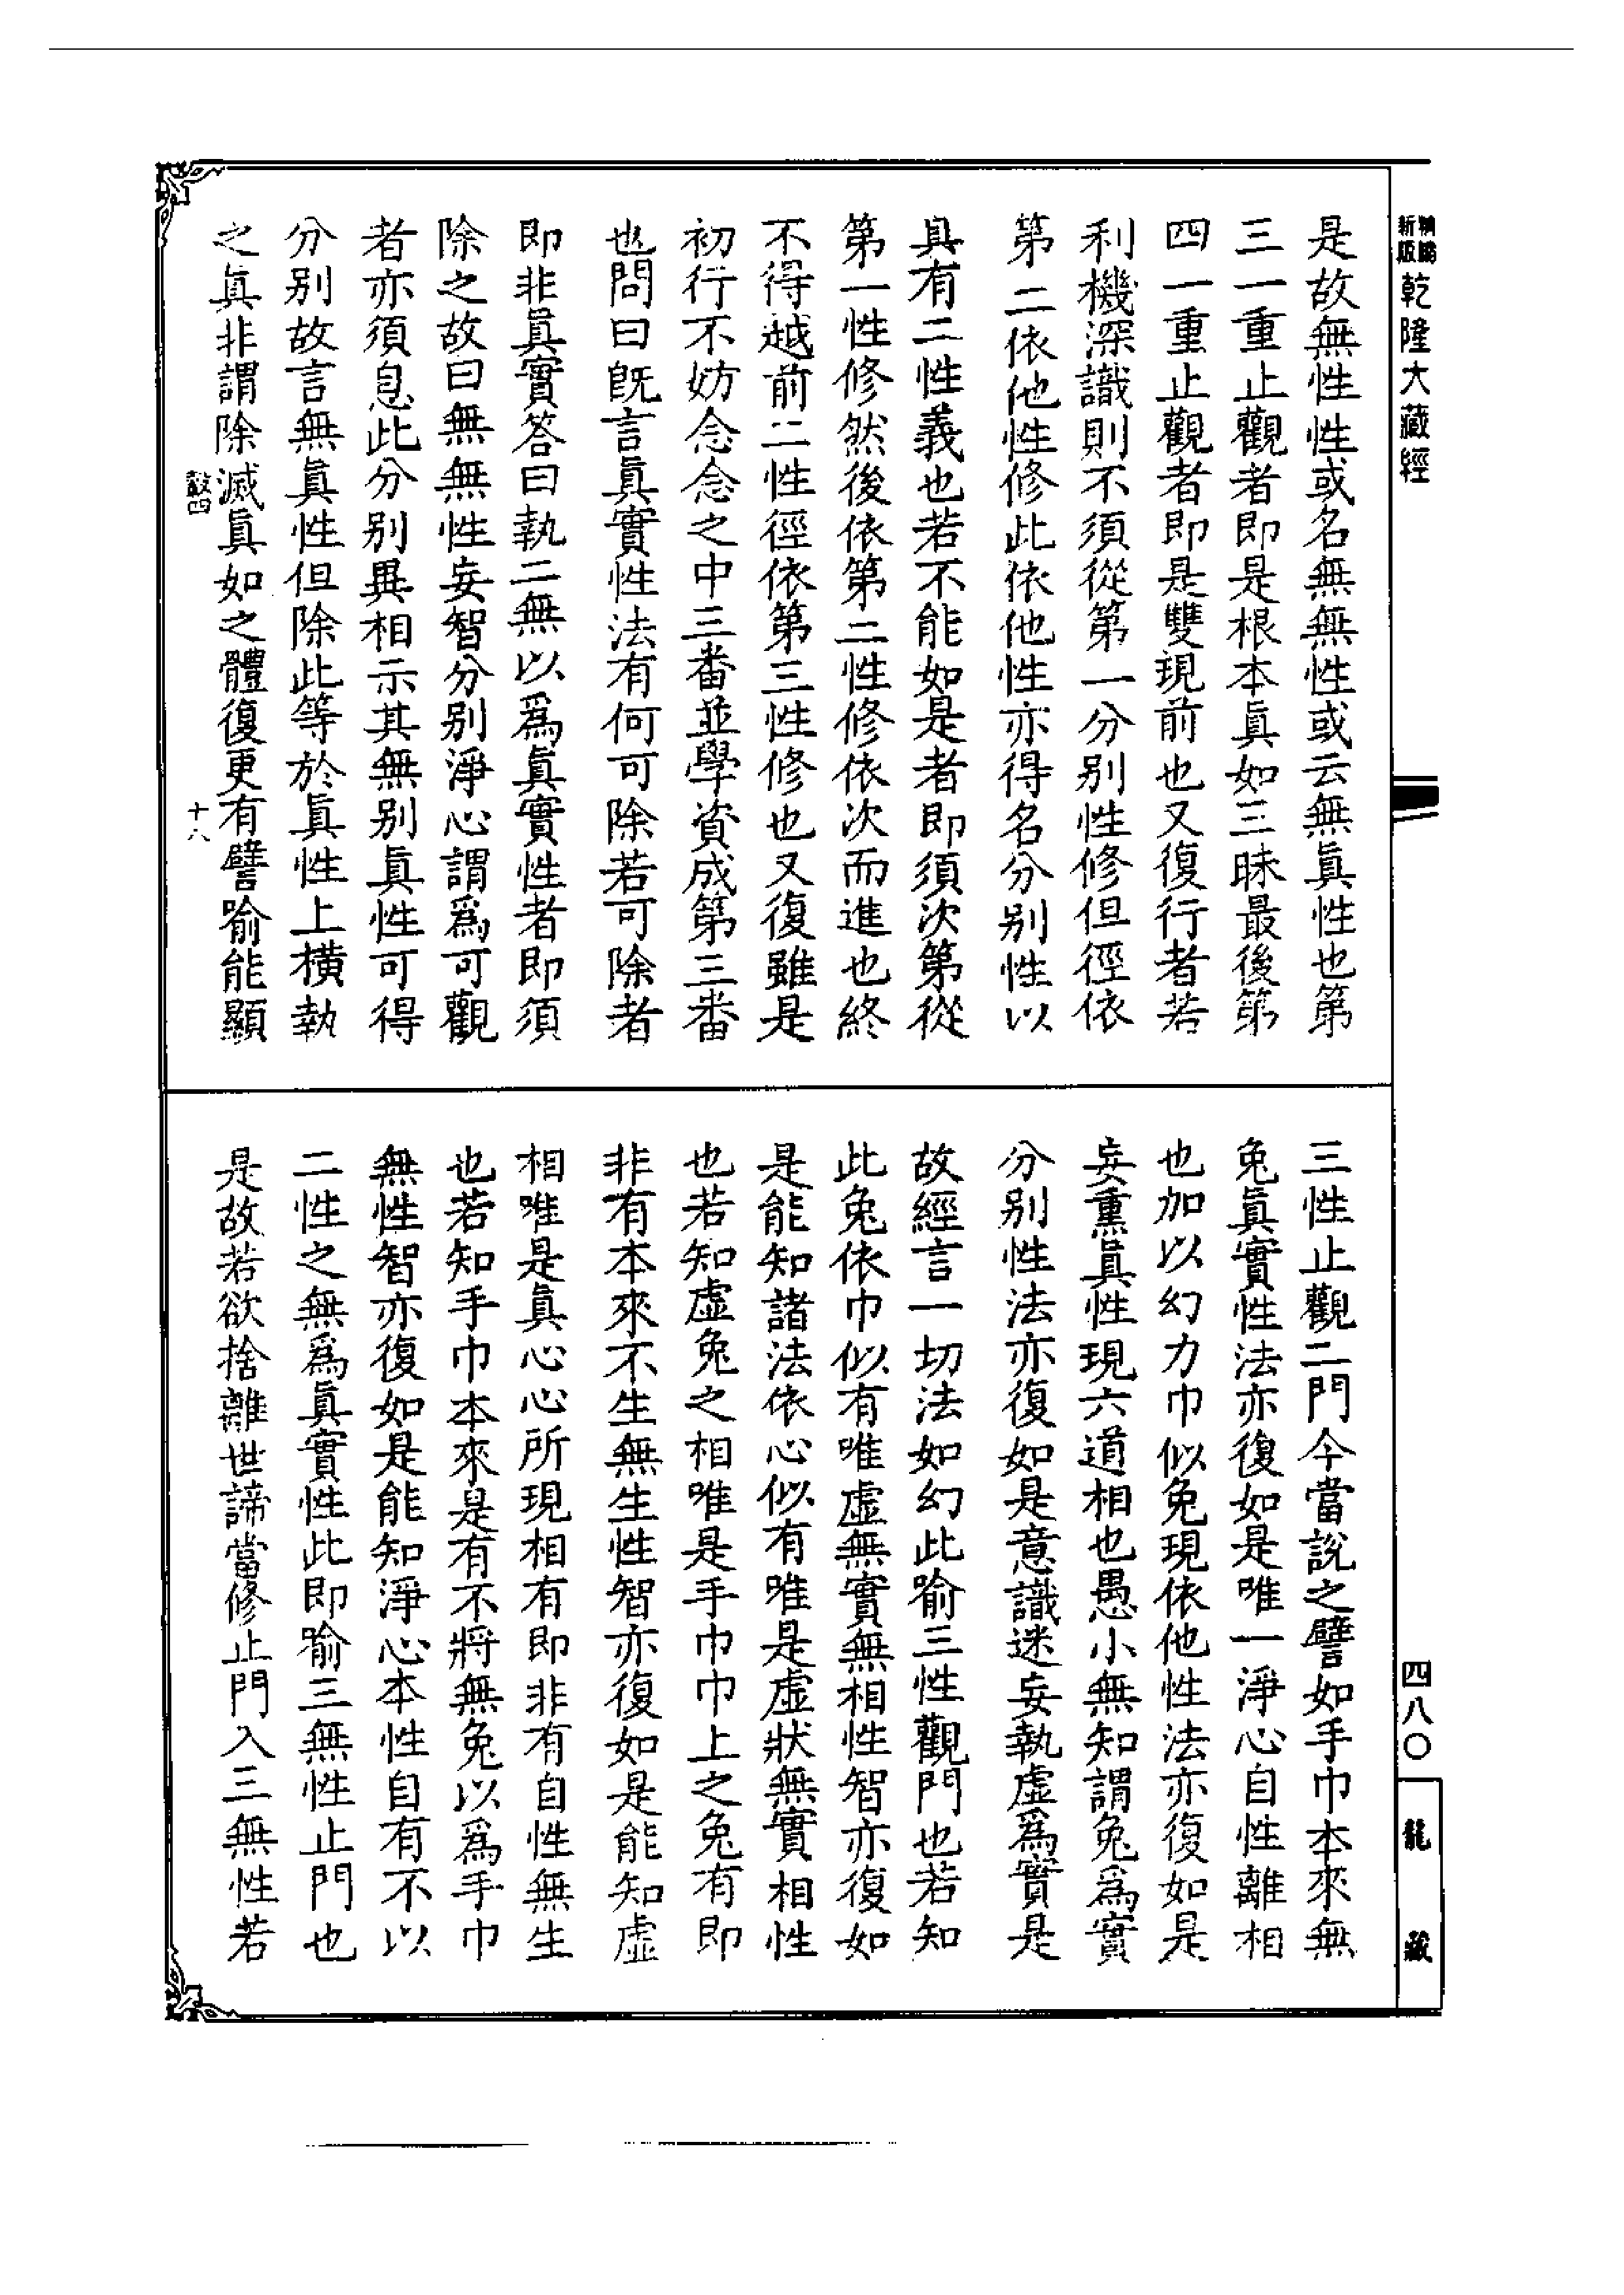 精縮新版乾隆大藏經
四八〇
龍藏
是故無性性或名無無性或云無眞性也第
三一重止觀者即是根本眞如三昧最後第
四一重止觀者即是雙現前也又復行者若
利機深識則不須從第一分別性修但徑依
第二依他性修此依他性亦得名分別性以
具有二性義也若不能如是者即須次第從
第一性修然後依第二性修依次而進也終
不得越前二性徑依第三性修也又復雖是
初行不妨念念之中三番並學資成第三番
也問曰旣言眞實性法有何可除若可除者
即非眞實答曰執二無以爲眞實性者即須
除之故曰無無性妄智分別淨心謂爲可觀
者亦須息此分別異相示其無別眞性可得
分別故言無眞性但除此等於眞性上橫執
之眞非謂除滅眞如之體復更有譬喻能顯
敲四
十八
三性止觀二門今當說之譬如手巾本來無
兔眞實性法亦復如是唯一淨心自性離相
也加以幻力巾似兔現依他性法亦復如是
妄熏眞性現六道相也愚小無知謂兔爲實
分別性法亦復如是意識迷妄執虛爲實是
故經言一切法如幻此喻三性觀門也若知
此兔依巾似有唯虛無實無相性智亦復如
是能知諸法依心似有唯是虛狀無實相性
也若知虛兔之相唯是手巾巾上之兔有即
非有本來不生無生性智亦復如是能知虛
相唯是眞心心所現相有即非有自性無生
也若知手巾本來是有不將無兔以爲手巾
無性智亦復如是能知淨心本性自有不以
二性之無爲眞實性此即喻三無性止門也
是故若欲捨離世諦當修止門入三無性若